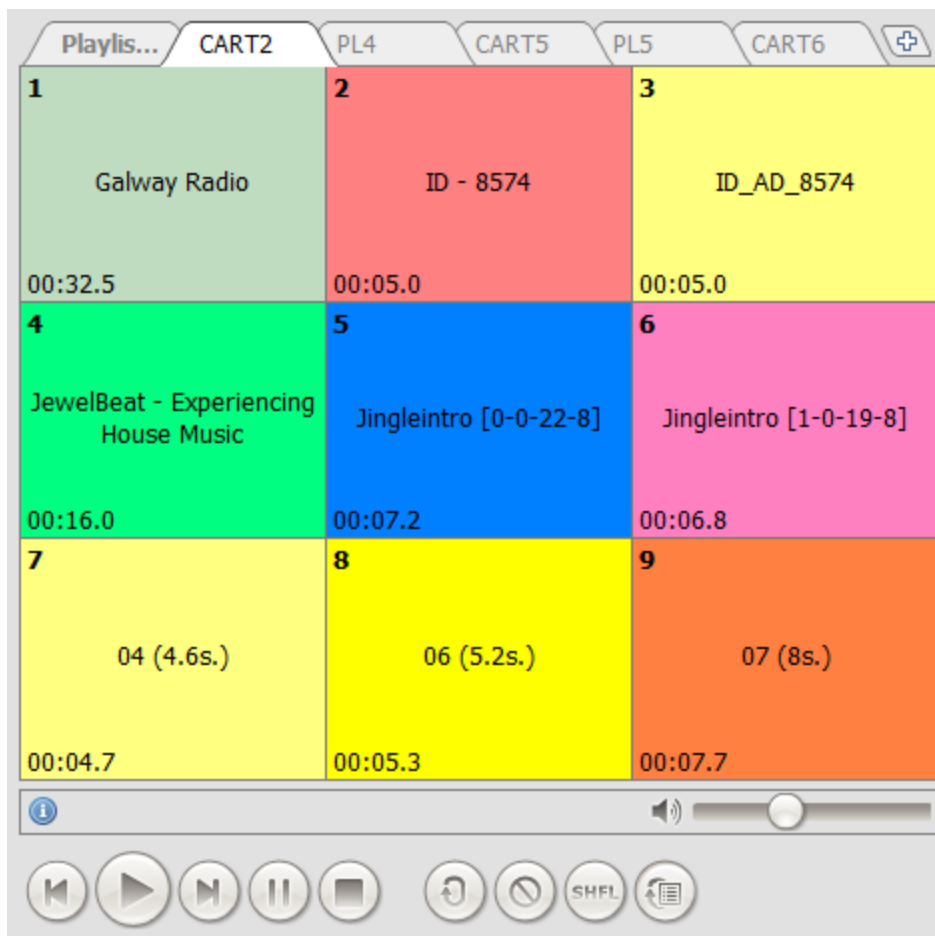 Playlis... CART2 PL4 CART5 PL5 CART6
1 2 3
Galway Radio ID - 8574 ID_AD_8574
00:32.5 00:05.0 00:05.0
4 5 6
JewelBeat - Experiencing
House Music
Jingleintro [0-0-22-8] Jingleintro [1-0-19-8]
00:16.0 00:07.2 00:06.8
7 8 9
04 (4.6s.) 06 (5.2s.) 07 (8s.)
00:04.7 00:05.3 00:07.7
SHFL